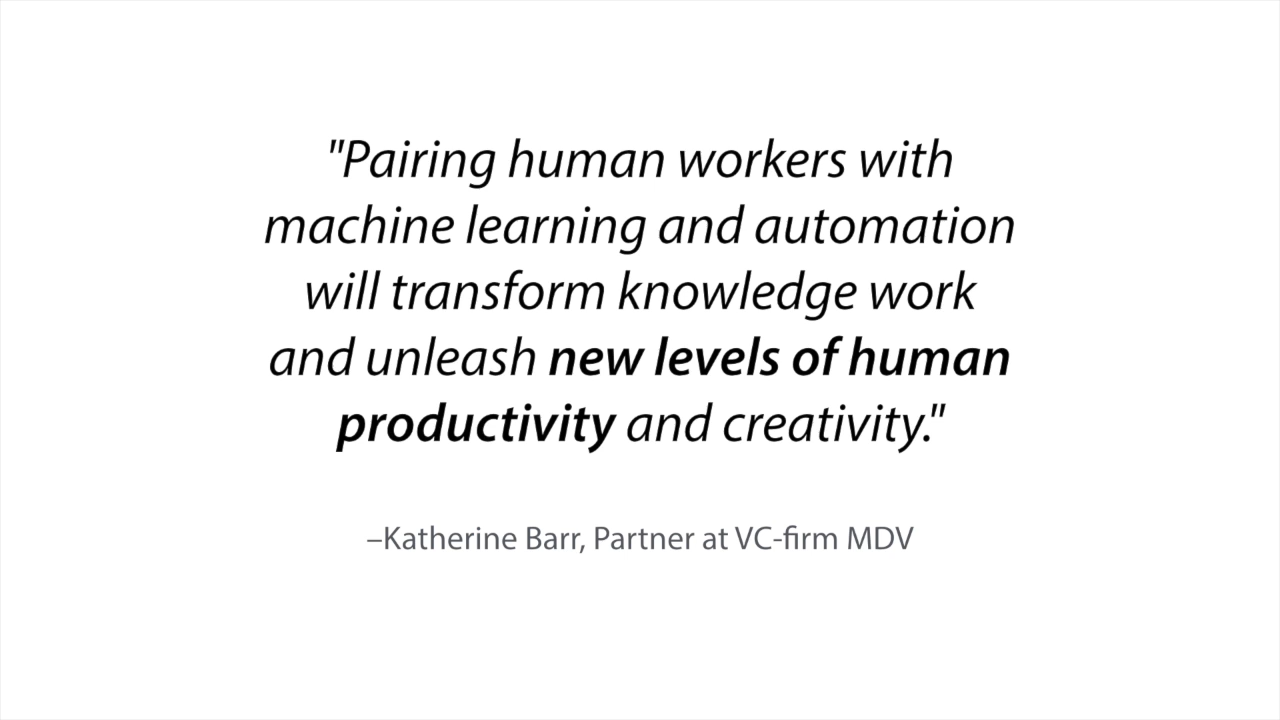 "Pairing human workers with
machine learning and automation
will transform knowledge work
and unleash new levels of human
productivity and creativity."
–Katherine Barr, Partner at VC-firm MDV